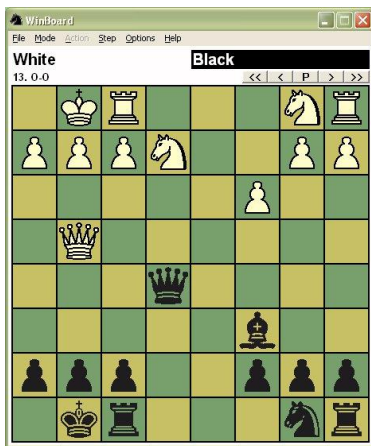 WinBoard
File Mode Action Step Options Help
White Black
13. O-O << < P > >>